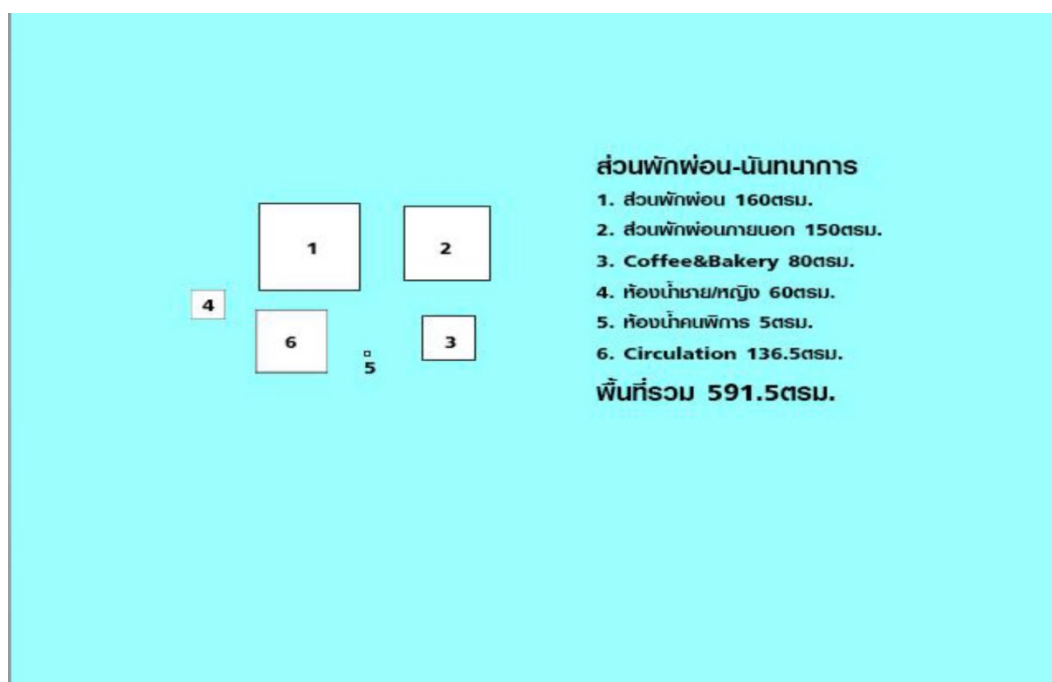 ส่วนพักผ่อน-นันทนาการ
1. ส่วนพักผ่อน 160ตรม.
2. ส่วนพักผ่อนภายนอก 150ตรม.
3. Coffee&Bakery 80ตรม.
4. ห้องน้ำชาย/หญิง 60ตรม.
5. ห้องน้ำคนพิการ 5ตรม.
6. Circulation 136.5ตรม.
พื้นที่รวม 591.5ตรม.
1
2
4
6
5
3